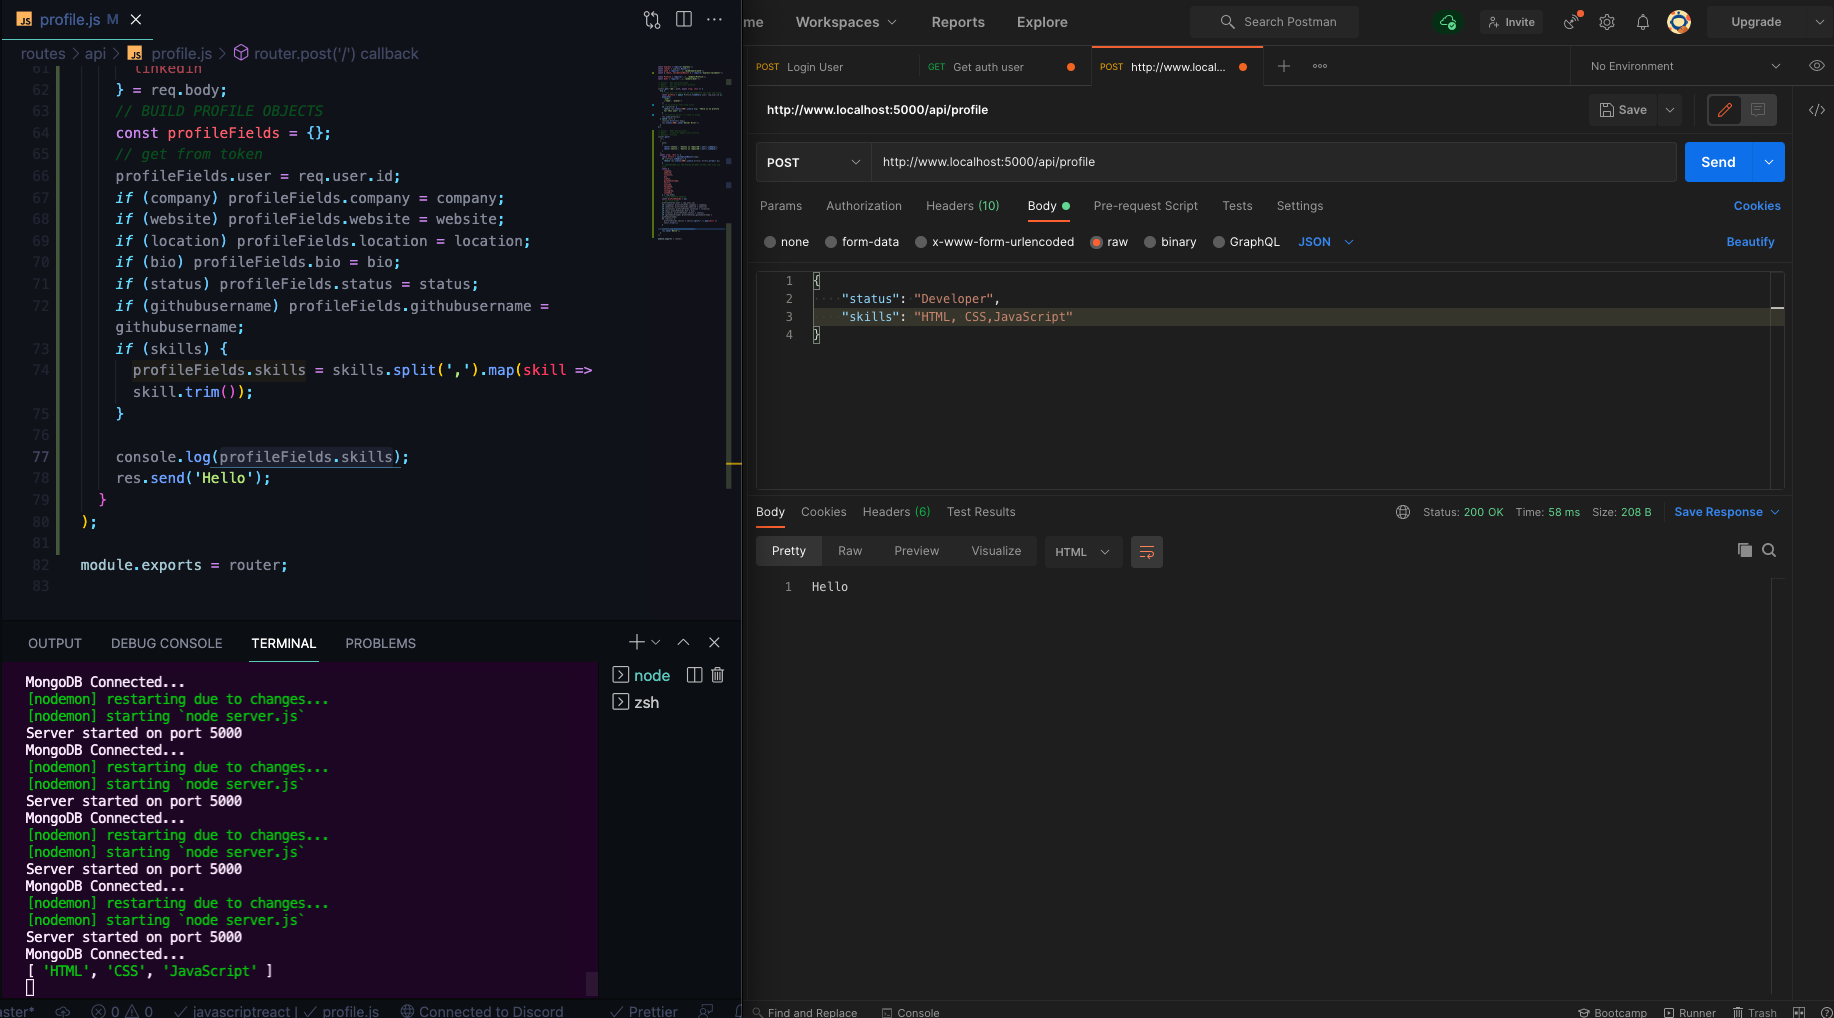 JS profile.js M
routes > api > JS profile.js > router.post('/') callback
61 linkedin
62 } = req.body;
63 // BUILD PROFILE OBJECTS
64 const profileFields = {};
65 // get from token
66 profileFields.user = req.user.id;
67 if (company) profileFields.company = company;
68 if (website) profileFields.website = website;
69 if (location) profileFields.location = location;
70 if (bio) profileFields.bio = bio;
71 if (status) profileFields.status = status;
72 if (githubusername) profileFields.githubusername =
githubusername;
73 if (skills) {
74 profileFields.skills = skills.split(',').map(skill =>
skill.trim());
75 }
76
77 console.log(profileFields.skills);
78 res.send('Hello');
79 }
80 );
81
82 module.exports = router;
83
OUTPUT DEBUG CONSOLE TERMINAL PROBLEMS
MongoDB Connected...
[nodemon] restarting due to changes...
[nodemon] starting `node server.js`
Server started on port 5000
MongoDB Connected...
[nodemon] restarting due to changes...
[nodemon] starting `node server.js`
Server started on port 5000
MongoDB Connected...
[nodemon] restarting due to changes...
[nodemon] starting `node server.js`
Server started on port 5000
MongoDB Connected...
[nodemon] restarting due to changes...
[nodemon] starting `node server.js`
Server started on port 5000
MongoDB Connected...
[ 'HTML', 'CSS', 'JavaScript' ]
node
zsh
aster* 0 0 javascriptreact | profile.js Connected to Discord Prettier
me Workspaces Reports Explore Search Postman Invite Upgrade
POST Login User GET Get auth user POST http://www.local... No Environment
http://www.localhost:5000/api/profile Save
POST http://www.localhost:5000/api/profile Send
Params Authorization Headers (10) Body Pre-request Script Tests Settings Cookies
none form-data x-www-form-urlencoded raw binary GraphQL JSON Beautify
1 {
2 "status": "Developer",
3 "skills": "HTML, CSS,JavaScript"
4 }
Body Cookies Headers (6) Test Results Status: 200 OK Time: 58 ms Size: 208 B Save Response
Pretty Raw Preview Visualize HTML
1 Hello
Find and Replace Console Bootcamp Runner Trash